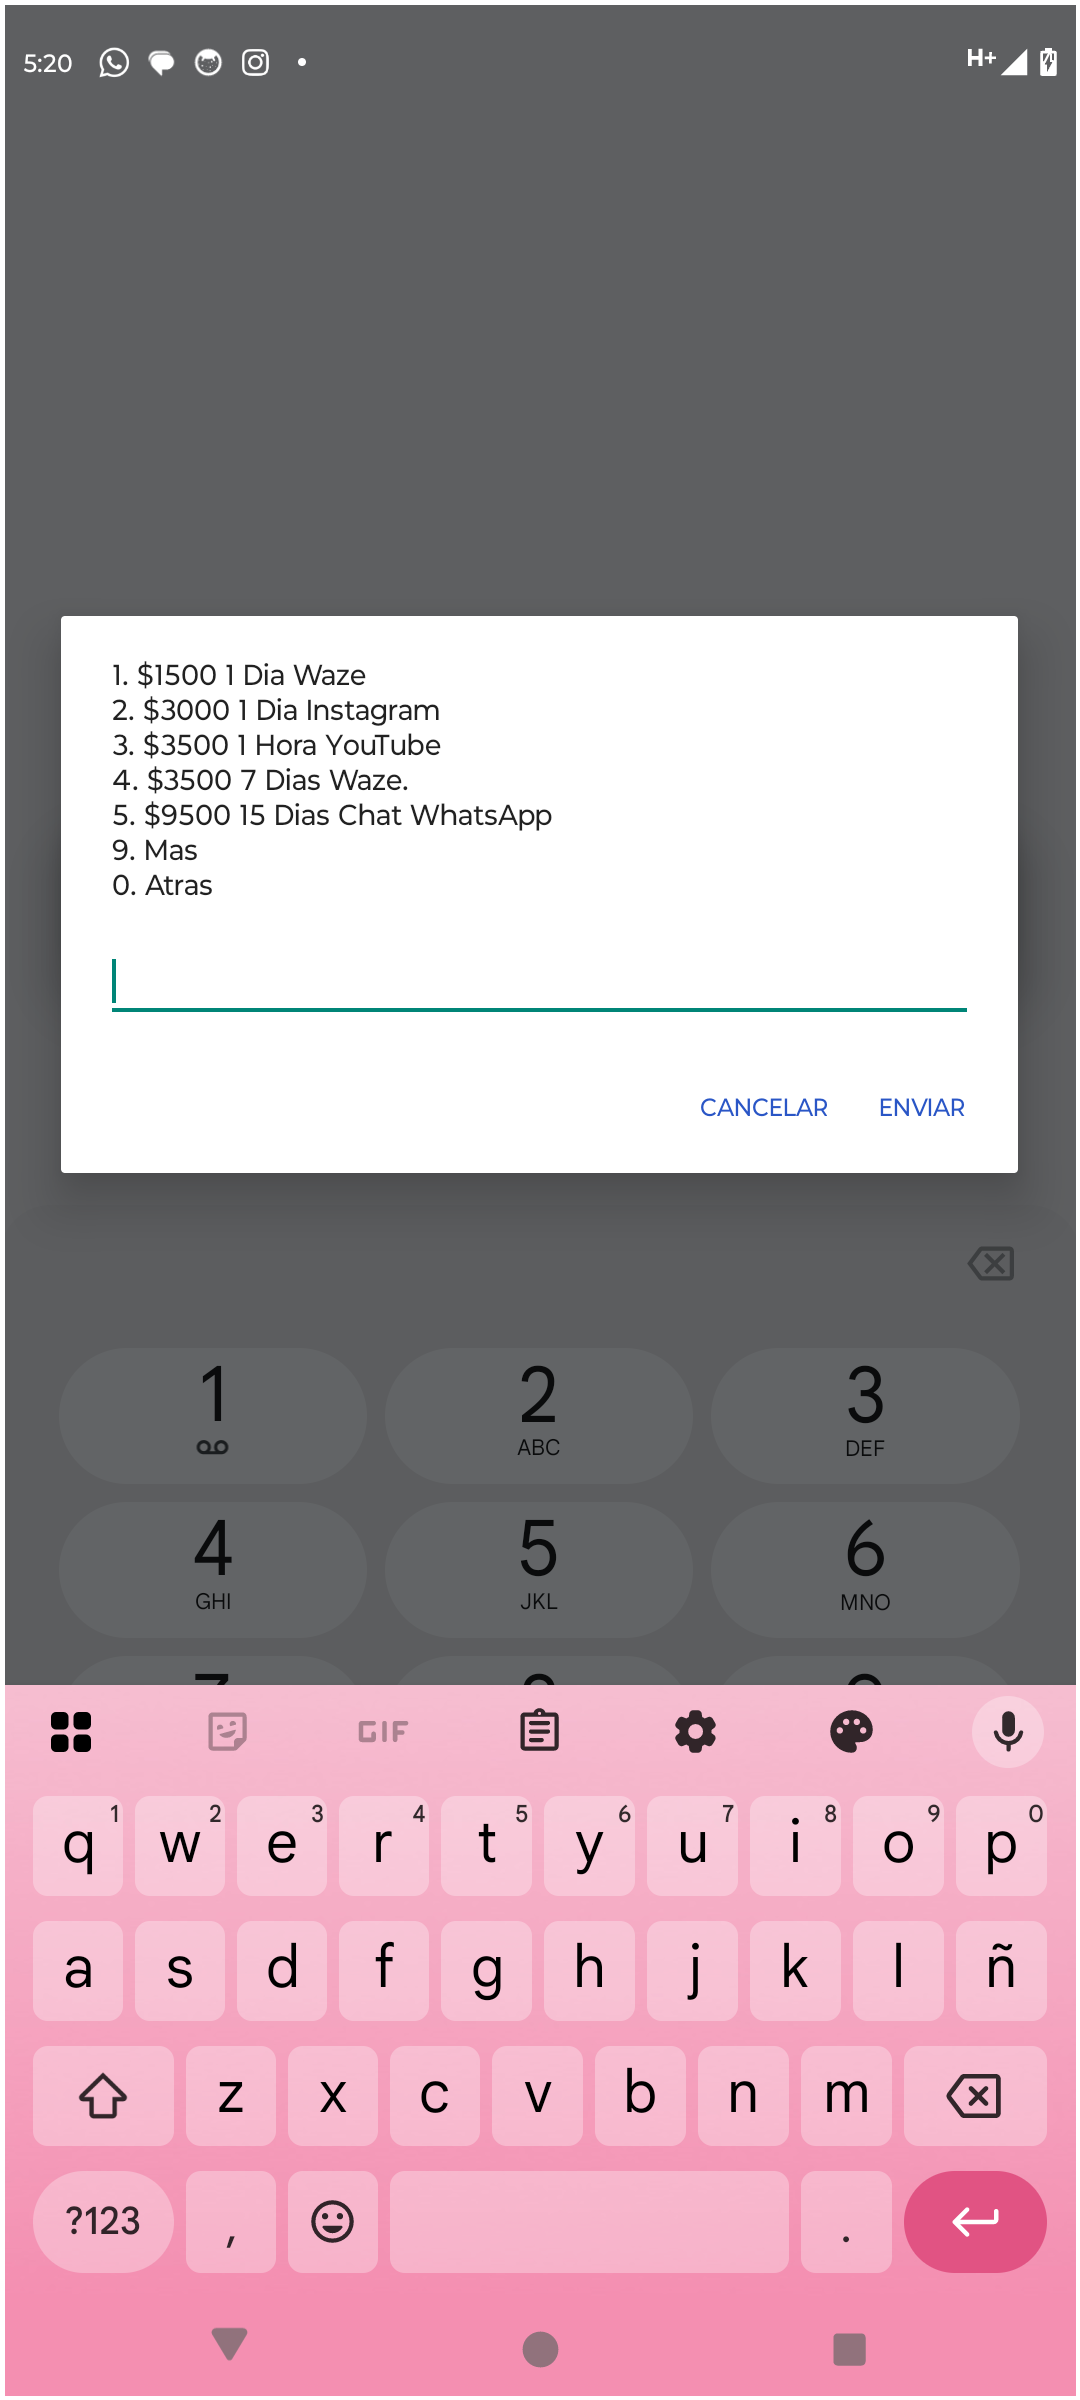 5:20
H+
1. $1500 1 Dia Waze
2. $3000 1 Dia Instagram
3. $3500 1 Hora YouTube
4. $3500 7 Dias Waze.
5. $9500 15 Dias Chat WhatsApp
9. Mas
0. Atras
CANCELAR ENVIAR
1 2 3
ABC DEF
4 5 6
GHI JKL MNO
GIF
1 2 3 4 5 6 7 8 9 0
q w e r t y u i o p
a s d f g h j k l ñ
z x c v b n m
?123 , .